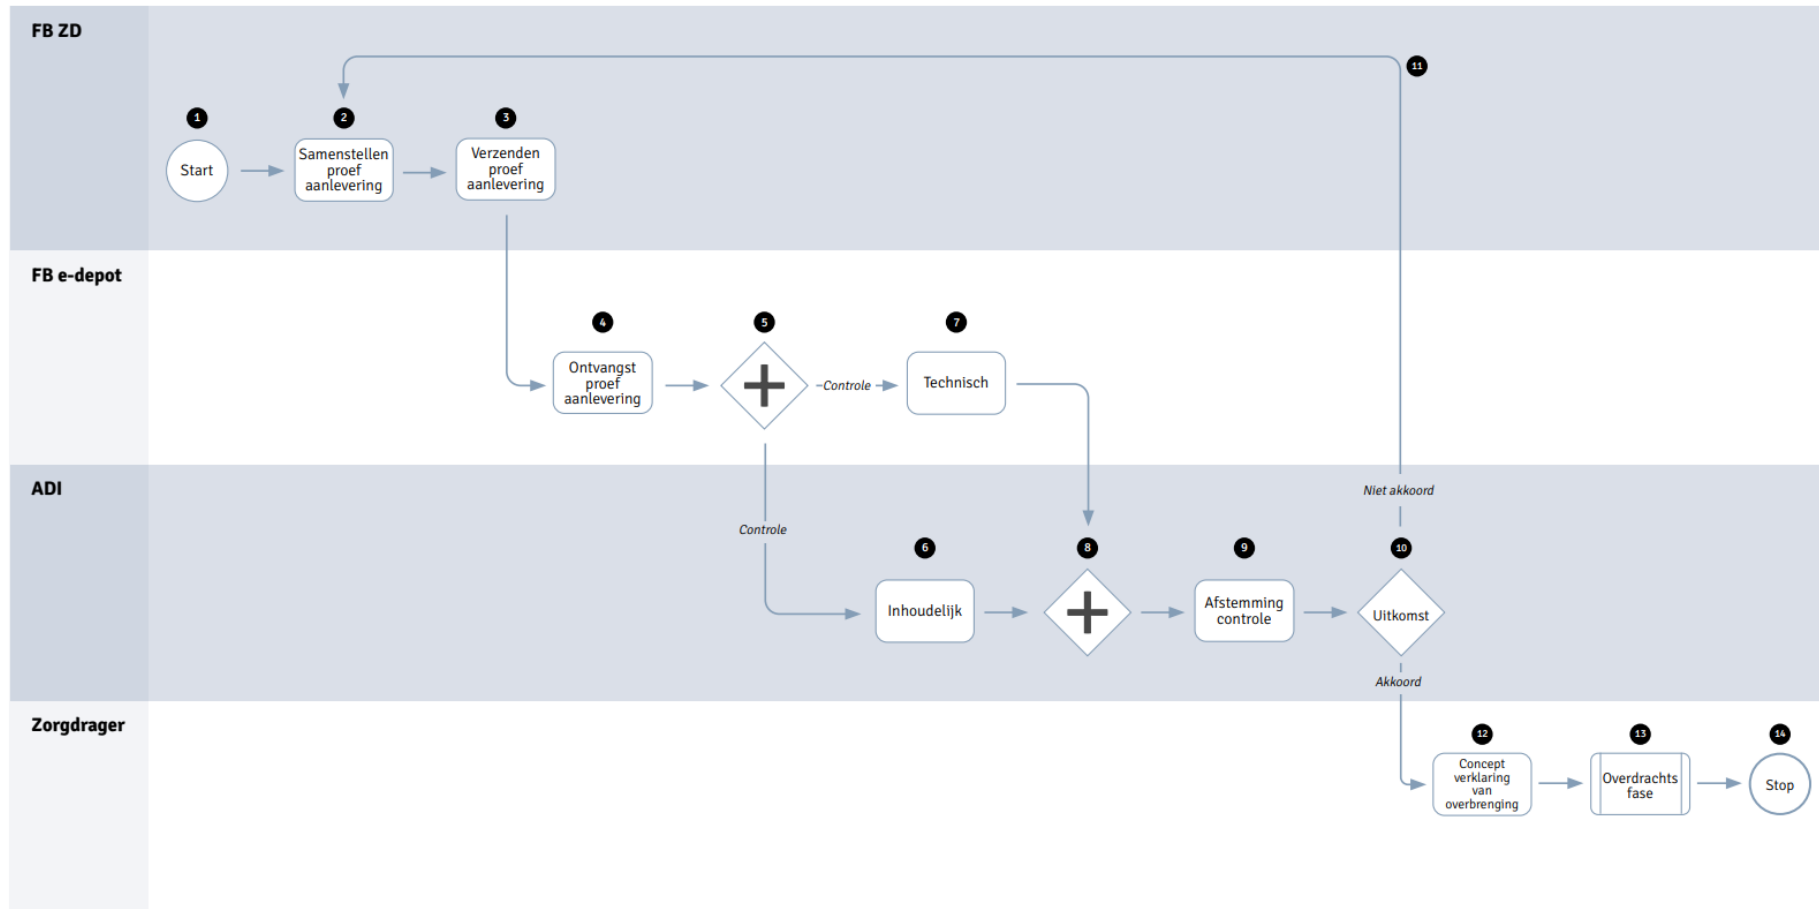 FB ZD
11
1
2
3
Start
Samenstellen
proef
aanlevering
Verzenden
proef
aanlevering
FB e-depot
4
5
7
Ontvangst
proef
aanlevering
Controle
Technisch
ADI
Niet akkoord
Controle
6
8
9
10
Inhoudelijk
Afstemming
controle
Uitkomst
Akkoord
Zorgdrager
12
13
14
Concept
verklaring
van
overbrenging
Overdrachts
fase
Stop